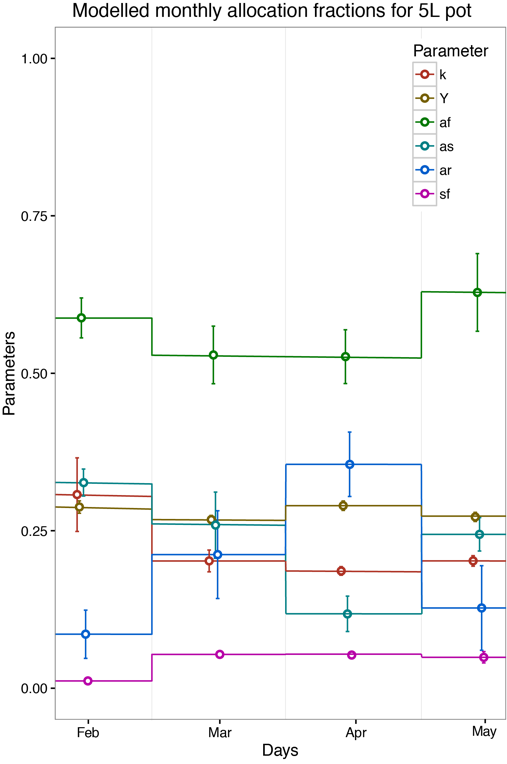 Modelled monthly allocation fractions for 5L pot
Parameter
k
Y
af
as
ar
sf
1.00
0.75
0.50
0.25
0.00
Parameters
Feb Mar Apr May
Days